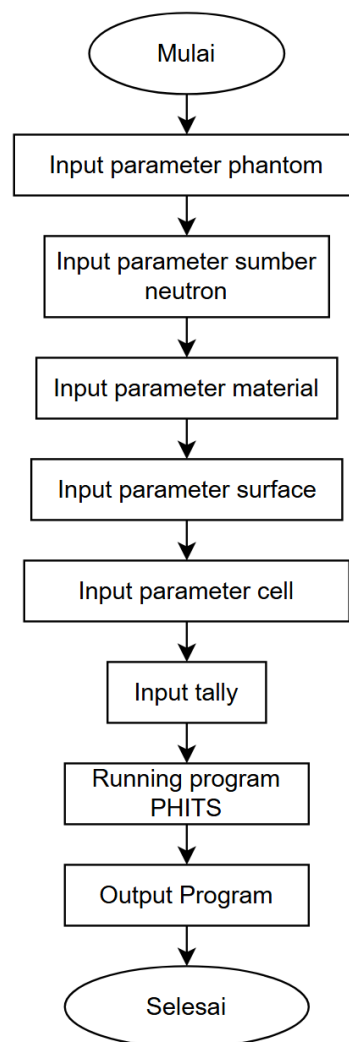 Mulai
Input parameter phantom
Input parameter sumber
neutron
Input parameter material
Input parameter surface
Input parameter cell
Input tally
Running program
PHITS
Output Program
Selesai